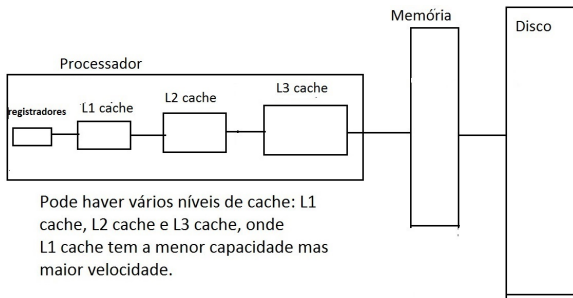 Memória
Disco
Processador
registradores
L1 cache
L2 cache
L3 cache
Pode haver vários níveis de cache: L1
cache, L2 cache e L3 cache, onde
L1 cache tem a menor capacidade mas
maior velocidade.